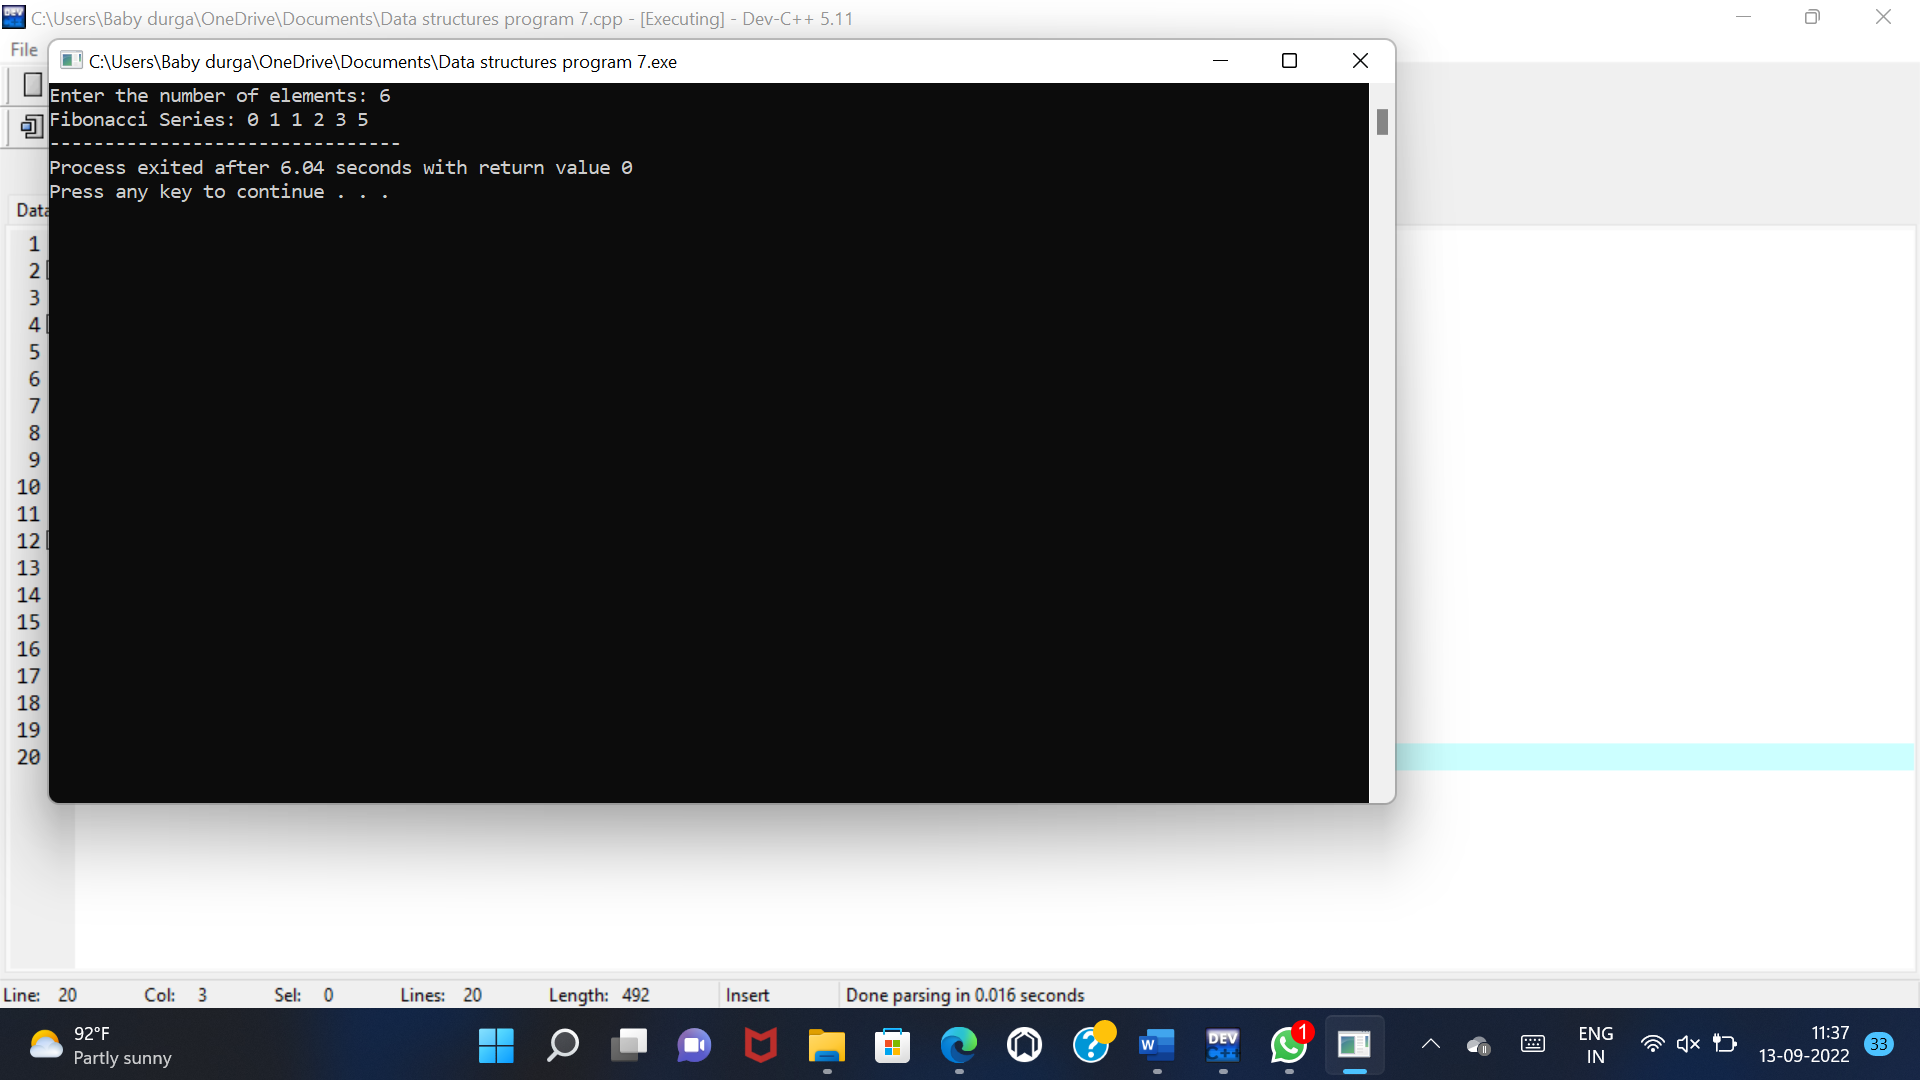 C:\Users\Baby durga\OneDrive\Documents\Data structures program 7.cpp - [Executing] - Dev-C++ 5.11
File
C:\Users\Baby durga\OneDrive\Documents\Data structures program 7.exe
Enter the number of elements: 6
Fibonacci Series: 0 1 1 2 3 5
--------------------------------
Process exited after 6.04 seconds with return value 0
Press any key to continue . . .
Data
1
2
3
4
5
6
7
8
9
10
11
12
13
14
15
16
17
18
19
20
Line: 20 Col: 3 Sel: 0 Lines: 20 Length: 492 Insert Done parsing in 0.016 seconds
92°F
Partly sunny
DEV
C++
W
1
ENG
IN
11:37
13-09-2022
33